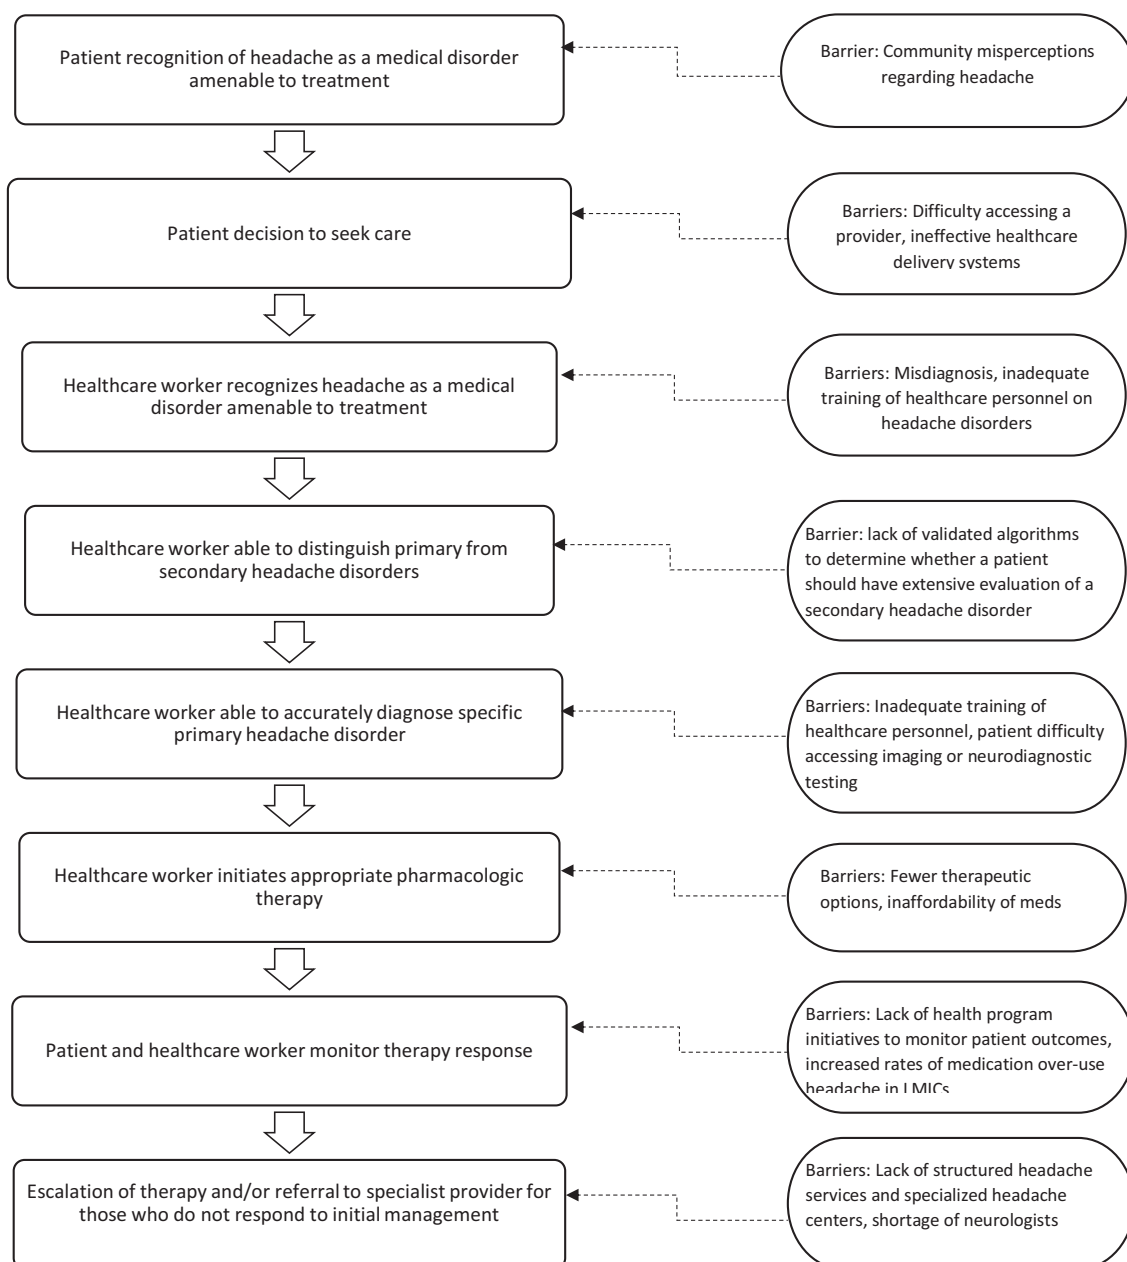 Patient recognition of headache as a medical disorder
amenable to treatment
Barrier: Community misperceptions
regarding headache
Patient decision to seek care
Barriers: Difficulty accessing a
provider, ineffective healthcare
delivery systems
Healthcare worker recognizes headache as a medical
disorder amenable to treatment
Barriers: Misdiagnosis, inadequate
training of healthcare personnel on
headache disorders
Healthcare worker able to distinguish primary from
secondary headache disorders
Barrier: lack of validated algorithms
to determine whether a patient
should have extensive evaluation of a
secondary headache disorder
Healthcare worker able to accurately diagnose specific
primary headache disorder
Barriers: Inadequate training of
healthcare personnel, patient difficulty
accessing imaging or neurodiagnostic
testing
Healthcare worker initiates appropriate pharmacologic
therapy
Barriers: Fewer therapeutic
options, inaffordability of meds
Patient and healthcare worker monitor therapy response
Barriers: Lack of health program
initiatives to monitor patient outcomes,
increased rates of medication over-use
headache in LMICs
Escalation of therapy and/or referral to specialist provider for
those who do not respond to initial management
Barriers: Lack of structured headache
services and specialized headache
centers, shortage of neurologists